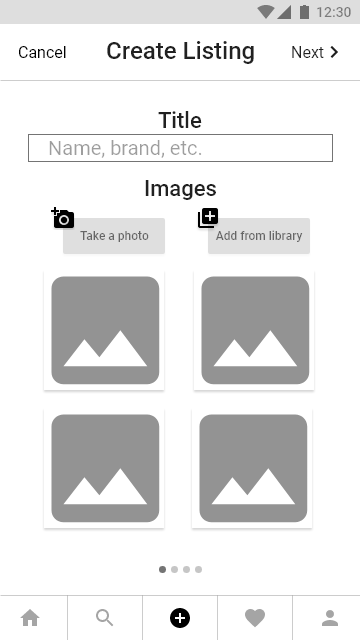 12:30
Cancel
Create Listing
Next
Title
Name, brand, etc.
Images
Take a photo
Add from library